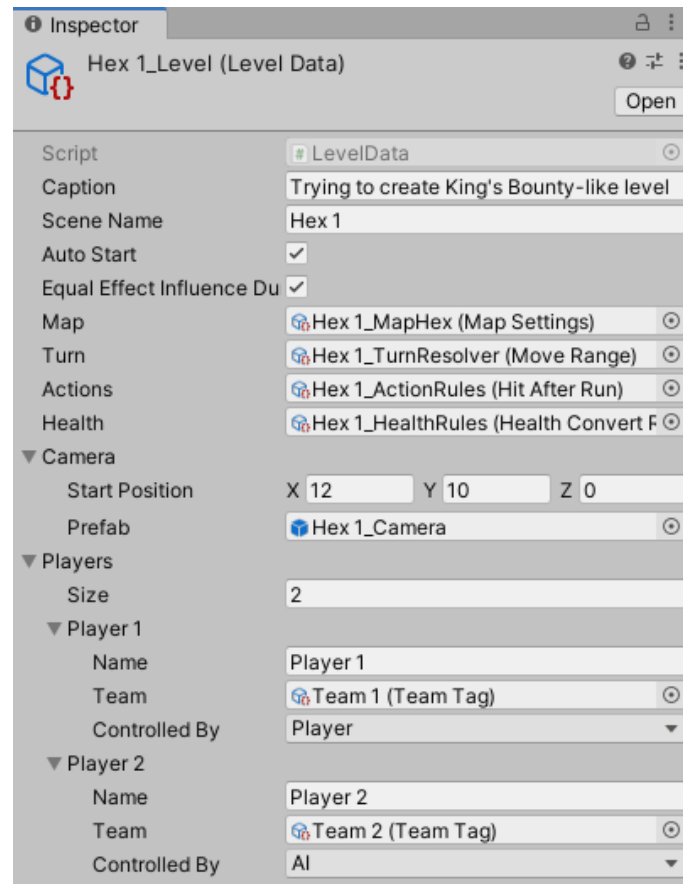 Inspector
Hex 1_Level (Level Data)
Open
Script # LevelData
Caption Trying to create King's Bounty-like level
Scene Name Hex 1
Auto Start
Equal Effect Influence Du
Map Hex 1_MapHex (Map Settings)
Turn Hex 1_TurnResolver (Move Range)
Actions Hex 1_ActionRules (Hit After Run)
Health Hex 1_HealthRules (Health Convert R
Camera
Start Position X 12 Y 10 Z 0
Prefab Hex 1_Camera
Players
Size 2
Player 1
Name Player 1
Team Team 1 (Team Tag)
Controlled By Player
Player 2
Name Player 2
Team Team 2 (Team Tag)
Controlled By AI